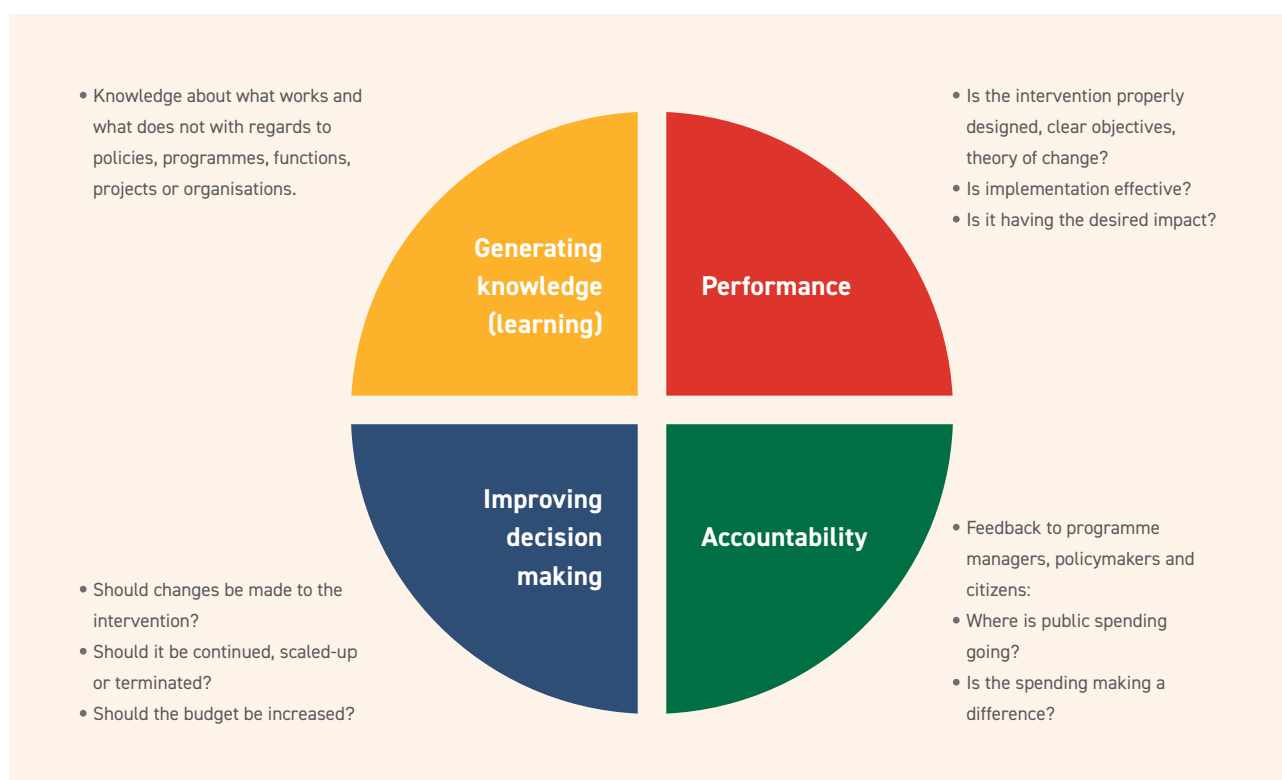 • Knowledge about what works and
what does not with regards to
policies, programmes, functions,
projects or organisations.
• Is the intervention properly
designed, clear objectives,
theory of change?
• Is implementation effective?
• Is it having the desired impact?
Generating
knowledge
(learning)
Performance
Improving
decision
making
Accountability
• Should changes be made to the
intervention?
• Should it be continued, scaled-up
or terminated?
• Should the budget be increased?
• Feedback to programme
managers, policymakers and
citizens:
• Where is public spending
going?
• Is the spending making a
difference?